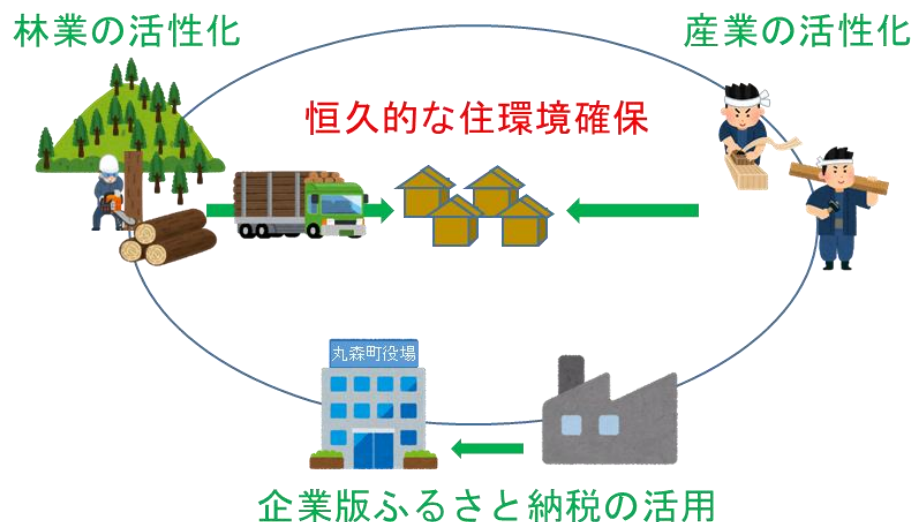 林業の活性化
産業の活性化
恒久的な住環境確保
丸森町役場
企業版ふるさと納税の活用